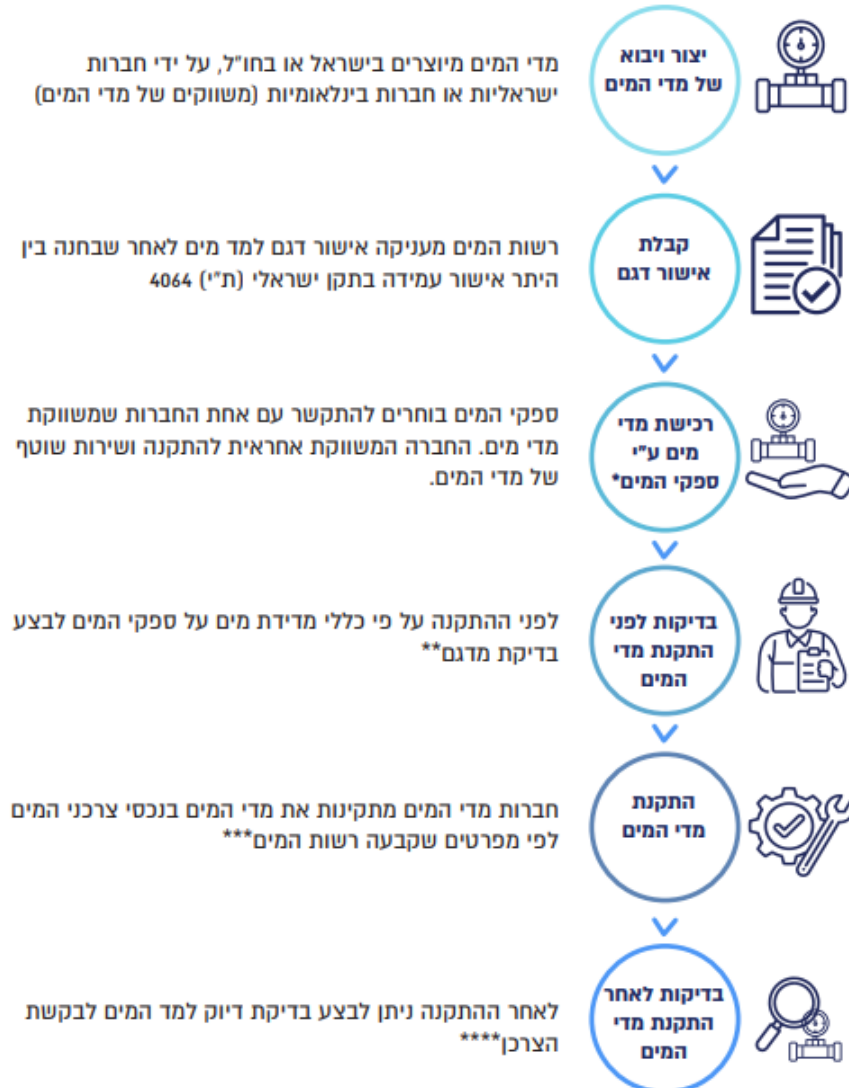 יצור ויבוא
של מדי המים
מדי המים מיוצרים בישראל או בחו"ל, על ידי חברות
ישראליות או חברות בינלאומיות (משווקים של מדי המים)
קבלת
אישור דגם
רשות המים מעניקה אישור דגם למד מים לאחר שבחנה בין
היתר אישור עמידה בתקן ישראלי (ת"י) 4064
רכישת מדי
מים ע"י
ספקי המים*
ספקי המים בוחרים להתקשר עם אחת החברות שמשווקת
מדי מים. החברה המשווקת אחראית להתקנה ושירות שוטף
של מדי המים.
בדיקות לפני
התקנת מדי
המים
לפני ההתקנה על פי כללי מדידת מים על ספקי המים לבצע
בדיקת מדגם**
התקנת
מדי המים
חברות מדי המים מתקינות את מדי המים בנכסי צרכני המים
לפי מפרטים שקבעה רשות המים***
בדיקות לאחר
התקנת מדי
המים
לאחר ההתקנה ניתן לבצע בדיקת דיוק למד המים לבקשת
הצרכן****